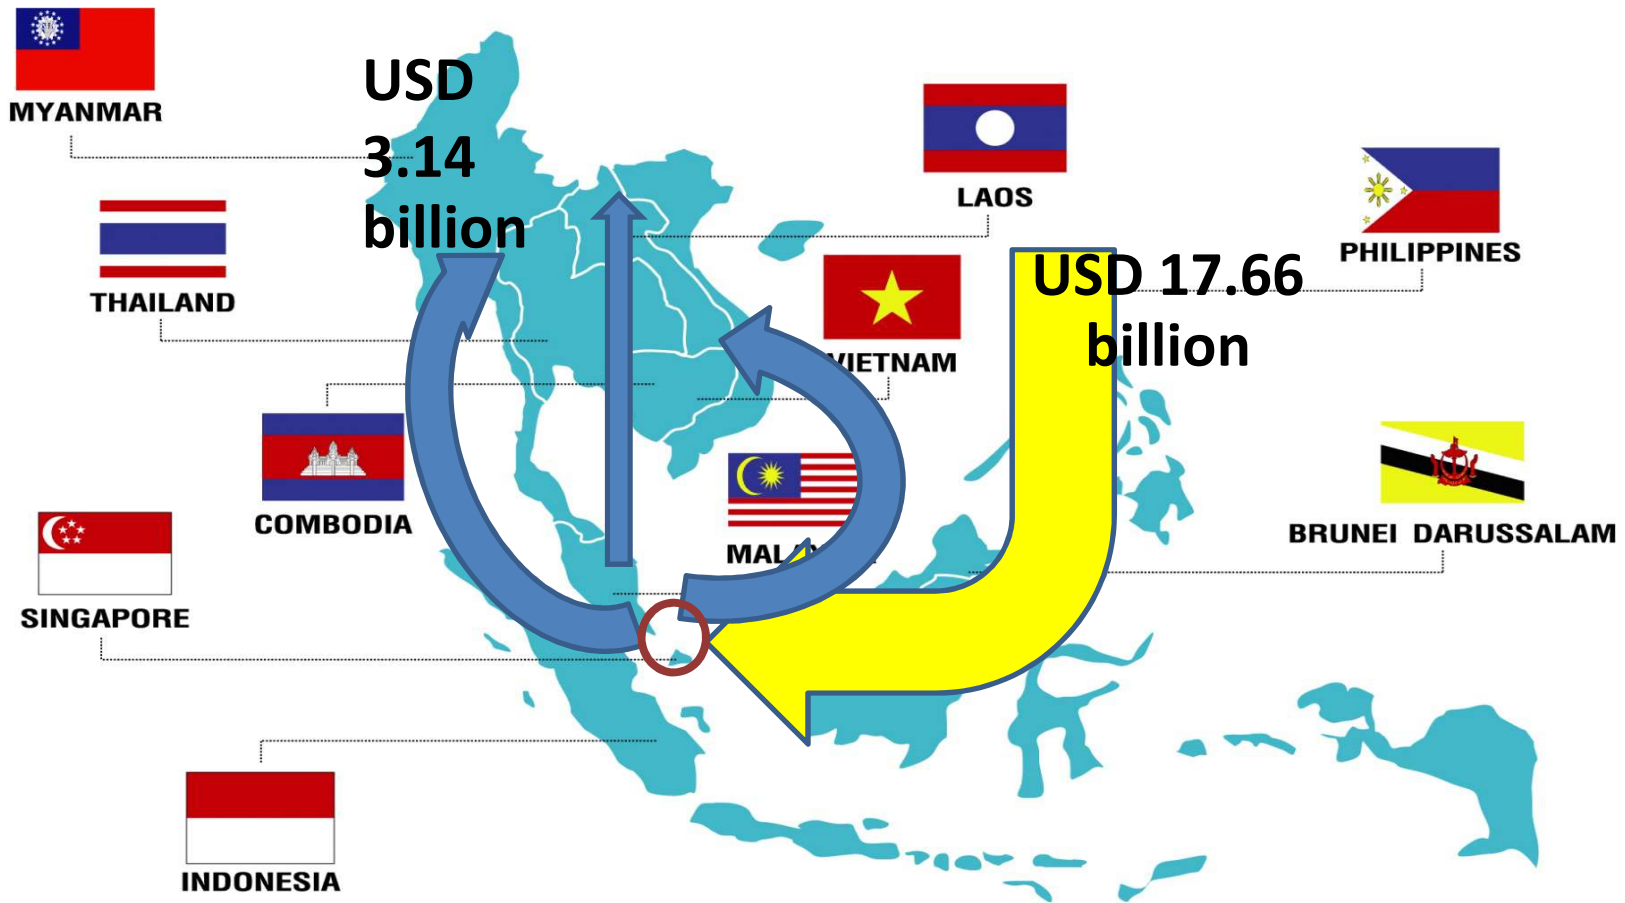 MYANMAR
USD
3.14
billion
LAOS
PHILIPPINES
THAILAND
USD 17.66
billion
VIETNAM
COMBODIA
BRUNEI DARUSSALAM
SINGAPORE
INDONESIA